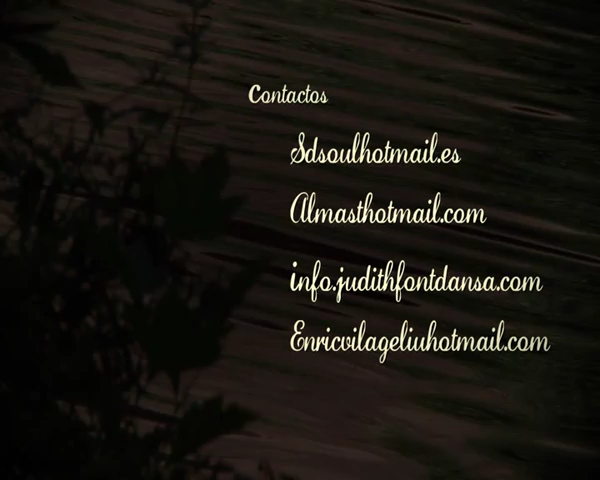 Contactos
Sdsoulhotmail.es
Almasthotmail.com
info.judithfontdansa.com
Enricvilageliuhotmail.com